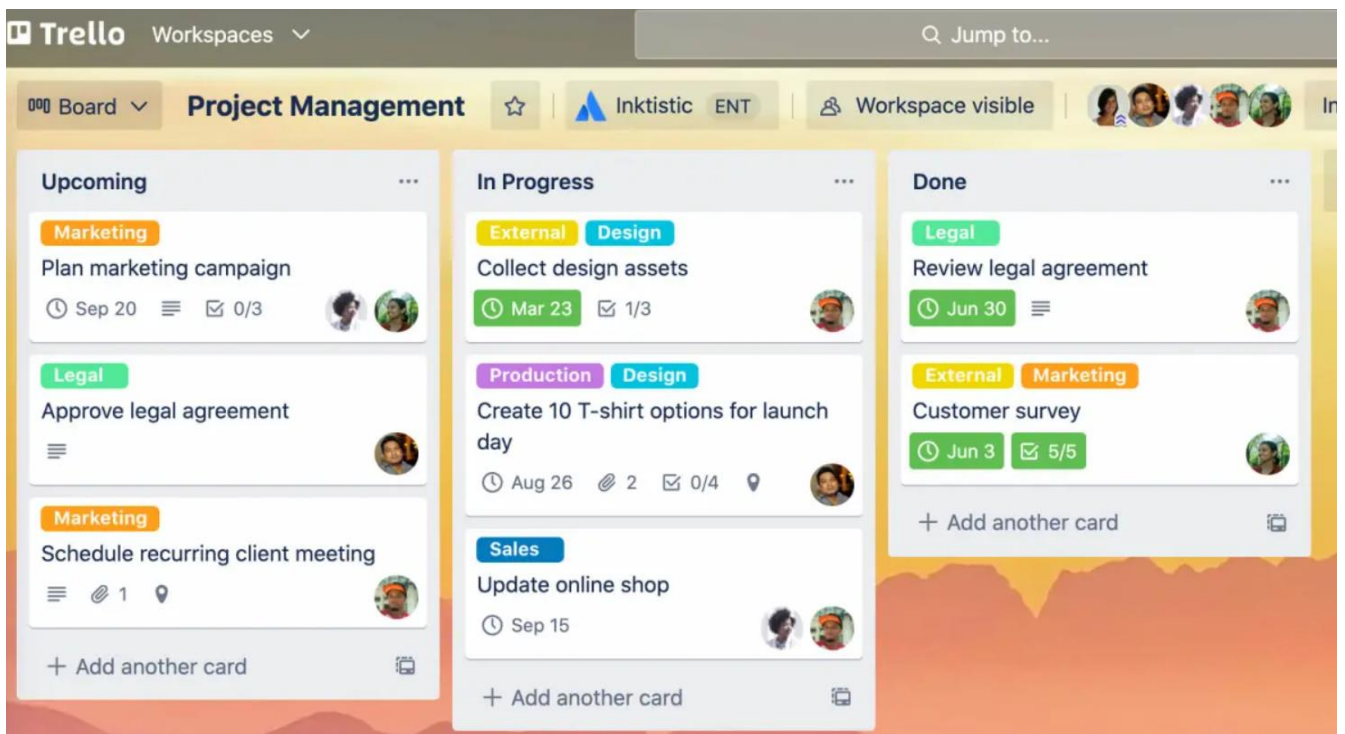 Trello Workspaces Jump to...
Board Project Management Inktistic ENT Workspace visible In
Upcoming
Marketing
Plan marketing campaign
Sep 20 0/3
Legal
Approve legal agreement
Marketing
Schedule recurring client meeting
1
Add another card
In Progress
External Design
Collect design assets
Mar 23 1/3
Production Design
Create 10 T-shirt options for launch
day
Aug 26 2 0/4
Sales
Update online shop
Sep 15
Add another card
Done
Legal
Review legal agreement
Jun 30
External Marketing
Customer survey
Jun 3 5/5
Add another card